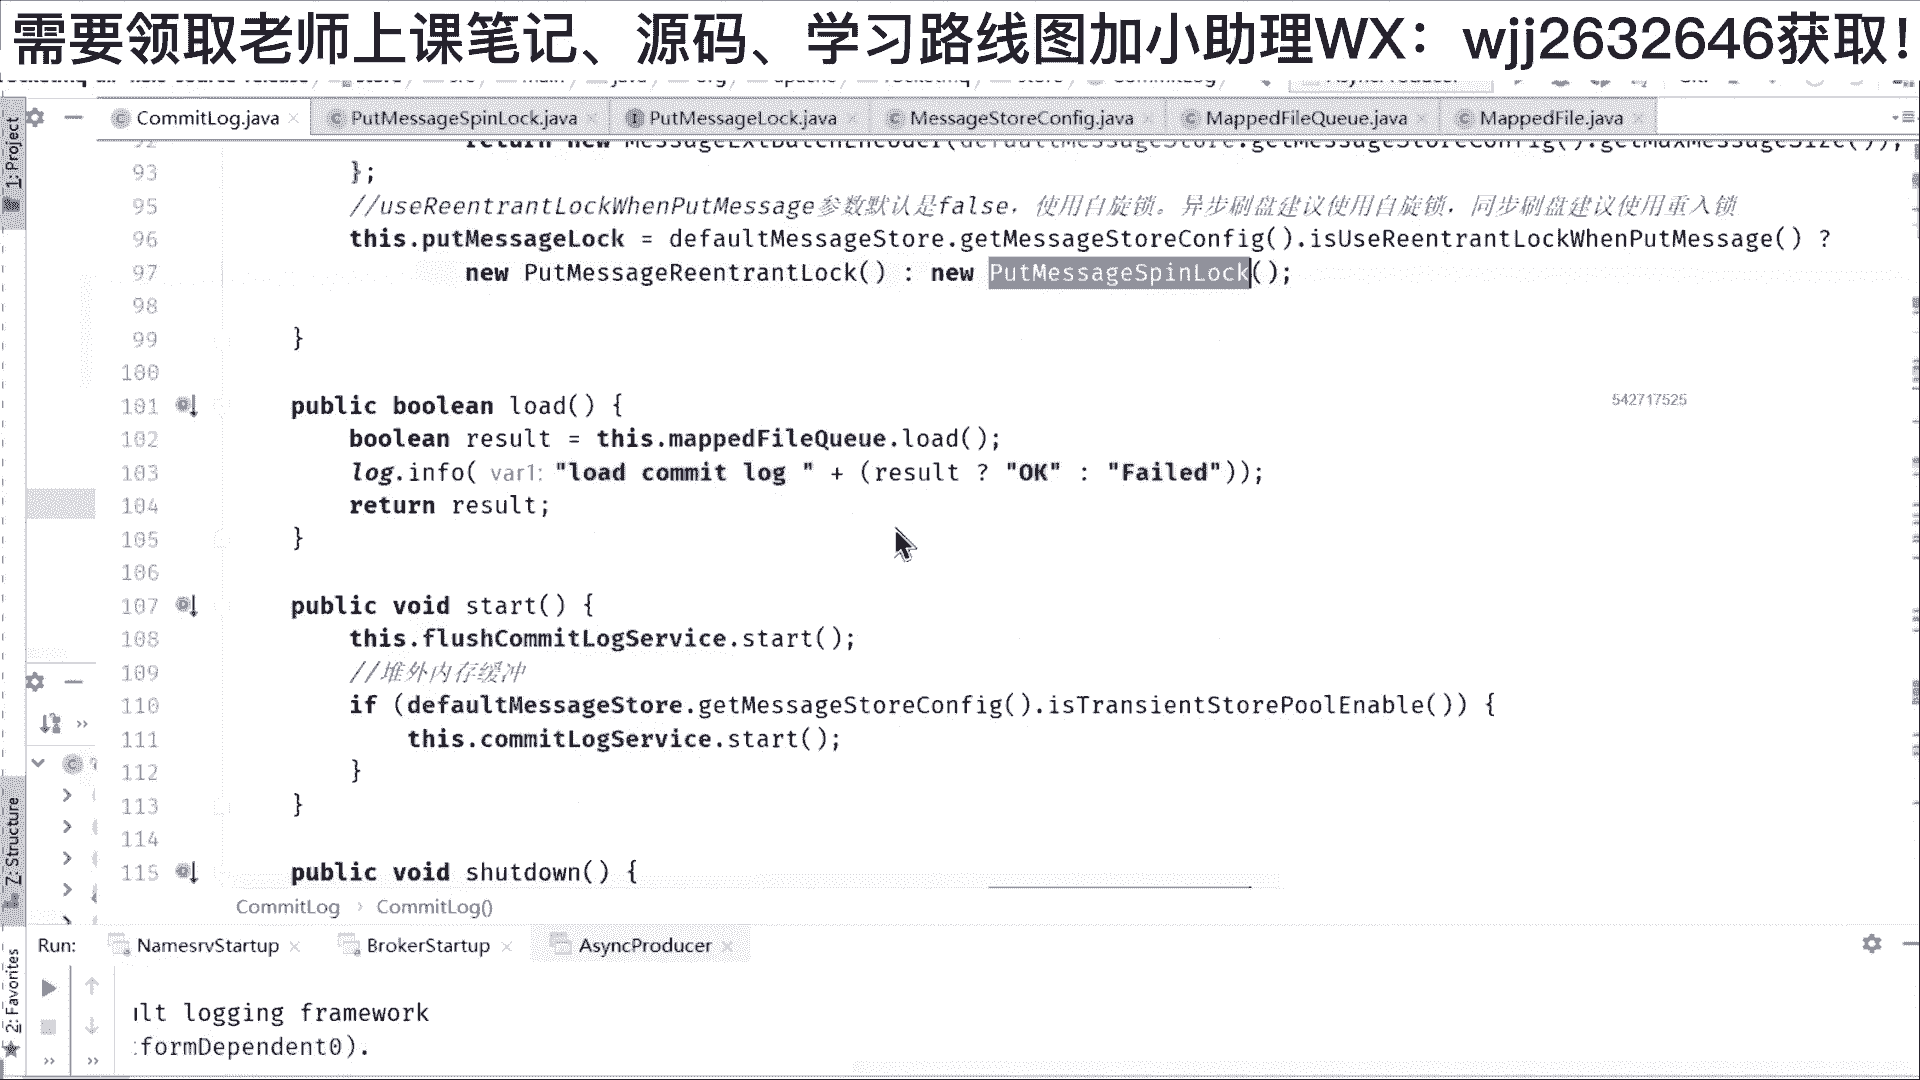 需要领取老师上课笔记、源码、学习路线图加小助理WX：wjj2632646获取！
CommitLog.java PutMessageSpinLock.java PutMessageLock.java MessageStoreConfig.java MappedFileQueue.java MappedFile.java
1: Project
92 return new MessageExtBatchEncoder(defaultMessageStore.getMessageStoreConfig().getMaxMessageSize());
93 };
95 //useReentrantLockWhenPutMessage参数默认是false，使用自旋锁。异步刷盘建议使用自旋锁，同步刷盘建议使用重入锁
96 this.putMessageLock = defaultMessageStore.getMessageStoreConfig().isUseReentrantLockWhenPutMessage() ?
97 new PutMessageReentrantLock() : new PutMessageSpinLock();
98
99 }
100
101 public boolean load() {
542717525
102 boolean result = this.mappedFileQueue.load();
103 log.info( var1: "load commit log " + (result ? "OK" : "Failed"));
104 return result;
105 }
106
107 public void start() {
108 this.flushCommitLogService.start();
109 //堆外内存缓冲
110 if (defaultMessageStore.getMessageStoreConfig().isTransientStorePoolEnable()) {
111 this.commitLogService.start();
112 }
113 }
114
115 public void shutdown() {
Z: Structure
CommitLog › CommitLog()
2: Favorites
Run: NamesrvStartup BrokerStartup AsyncProducer
ult logging framework
formDependent0).